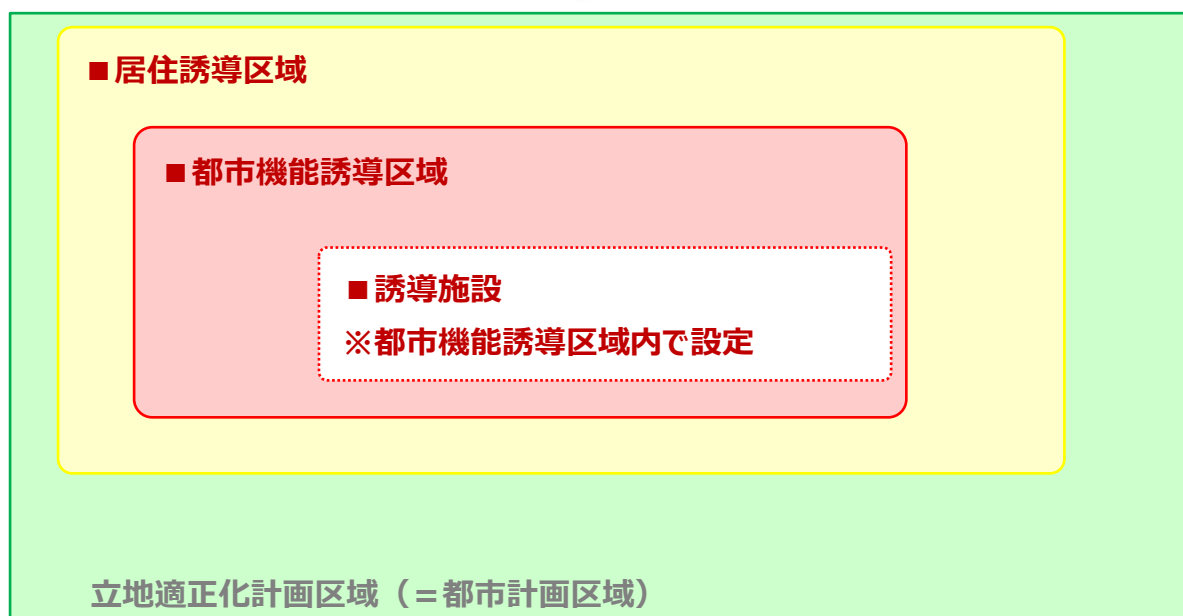 ■居住誘導区域
■都市機能誘導区域
■誘導施設
※都市機能誘導区域内で設定
立地適正化計画区域（＝都市計画区域）